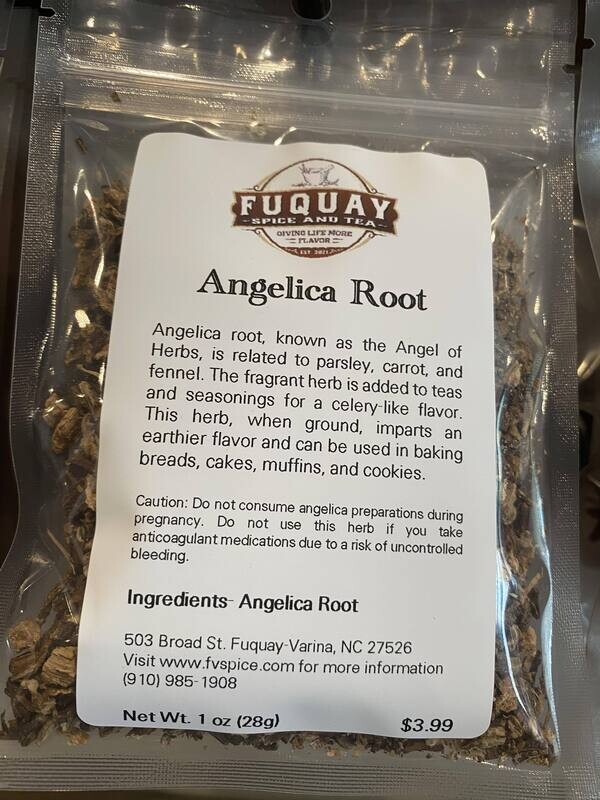 FUQUAY
SPICE AND TEA
GIVING LIFE MORE
FLAVOR
EST 2021
Angelica Root
Angelica root, known as the Angel of
Herbs, is related to parsley, carrot, and
fennel. The fragrant herb is added to teas
and seasonings for a celery-like flavor.
This herb, when ground, imparts an
earthier flavor and can be used in baking
breads, cakes, muffins, and cookies.
Caution: Do not consume angelica preparations during
pregnancy. Do not use this herb if you take
anticoagulant medications due to a risk of uncontrolled
bleeding.
Ingredients- Angelica Root
503 Broad St. Fuquay-Varina, NC 27526
Visit www.fvspice.com for more information
(910) 985-1908
Net Wt. 1 oz (28g) $3.99